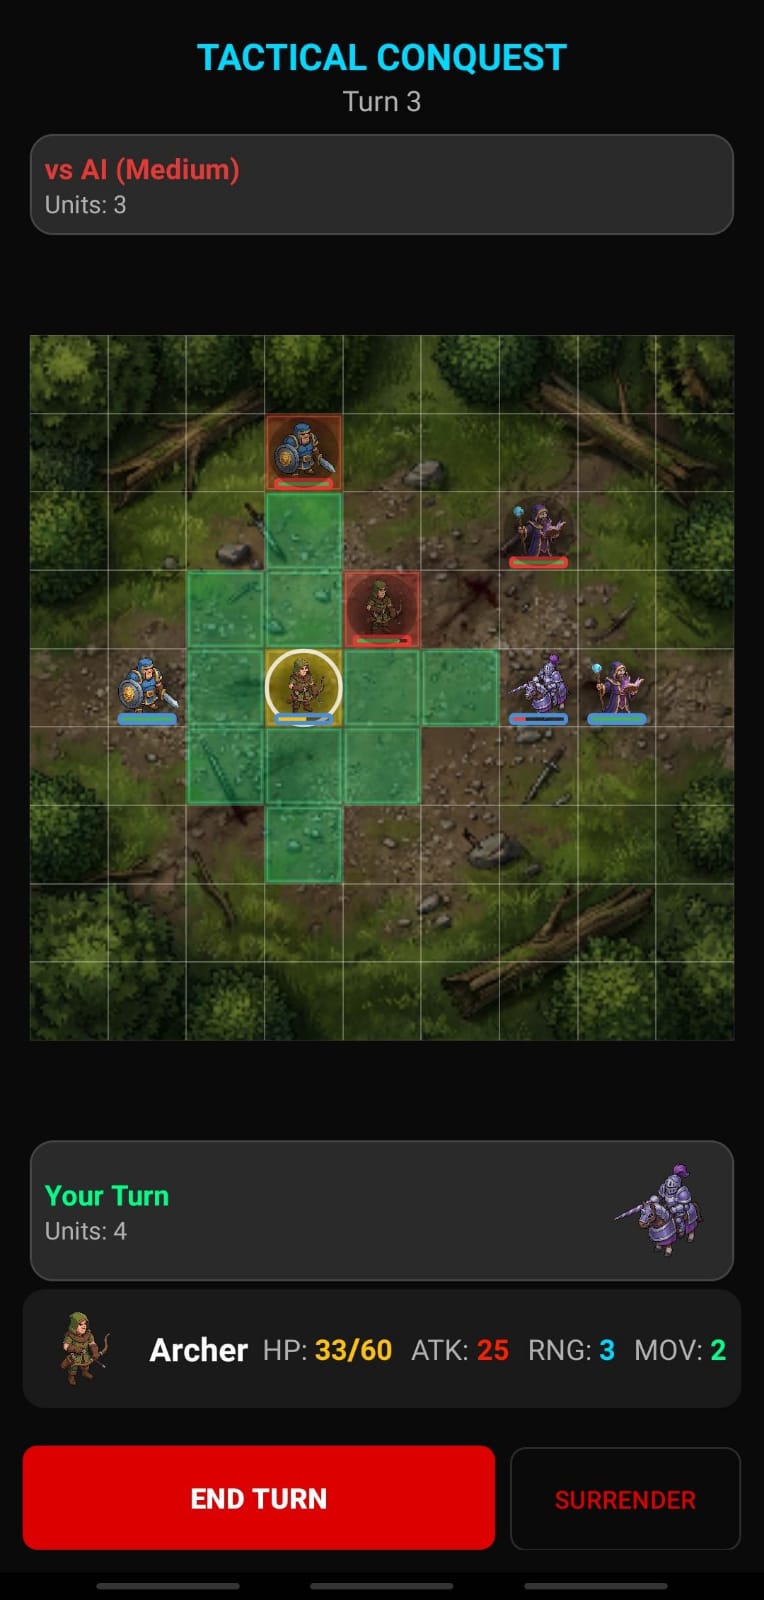 TACTICAL CONQUEST
Turn 3
vs AI (Medium)
Units: 3
Your Turn
Units: 4
Archer HP: 33/60 ATK: 25 RNG: 3 MOV: 2
END TURN
SURRENDER